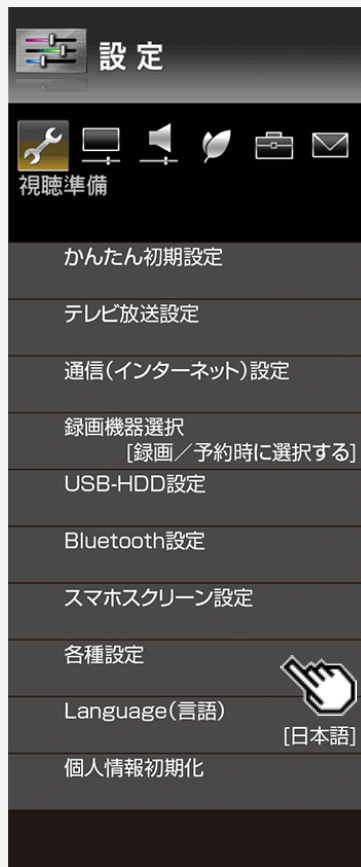 設定
視聴準備
かんたん初期設定
テレビ放送設定
通信(インターネット)設定
録画機器選択
[録画／予約時に選択する]
USB-HDD設定
Bluetooth設定
スマホスクリーン設定
各種設定
Language(言語)
[日本語]
個人情報初期化